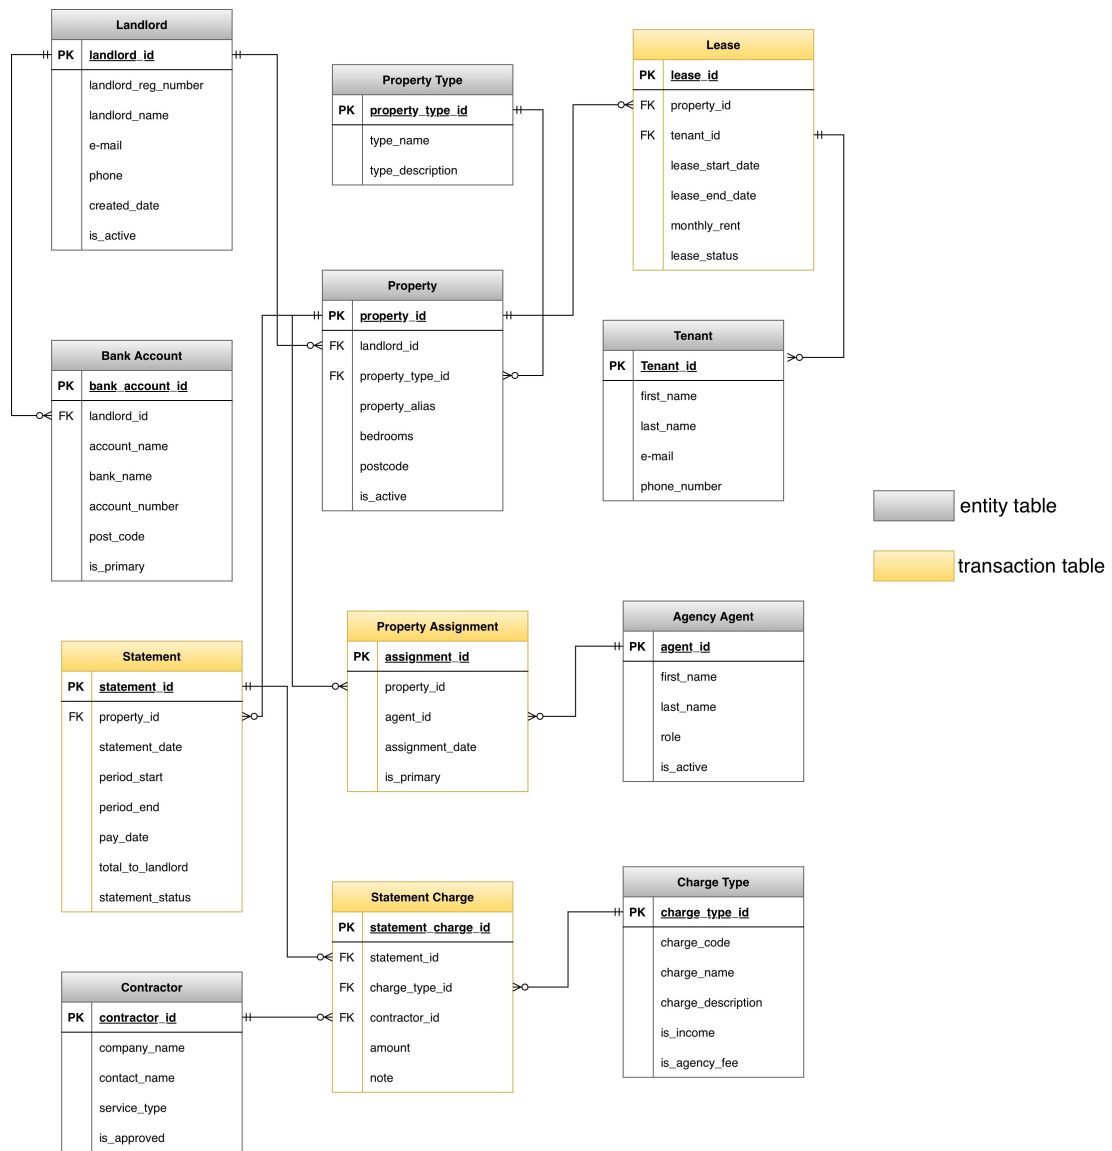 Landlord
PK landlord_id
landlord_reg_number
landlord_name
e-mail
phone
created_date
is_active
Property Type
PK property_type_id
type_name
type_description
Lease
PK lease_id
FK property_id
FK tenant_id
lease_start_date
lease_end_date
monthly_rent
lease_status
Property
PK property_id
FK landlord_id
FK property_type_id
property_alias
bedrooms
postcode
is_active
Tenant
PK Tenant_id
first_name
last_name
e-mail
phone_number
Bank Account
PK bank_account_id
FK landlord_id
account_name
bank_name
account_number
post_code
is_primary
entity table
transaction table
Statement
PK statement_id
FK property_id
statement_date
period_start
period_end
pay_date
total_to_landlord
statement_status
Property Assignment
PK assignment_id
property_id
agent_id
assignment_date
is_primary
Agency Agent
PK agent_id
first_name
last_name
role
is_active
Statement Charge
PK statement_charge_id
FK statement_id
FK charge_type_id
FK contractor_id
amount
note
Charge Type
PK charge_type_id
charge_code
charge_name
charge_description
is_income
is_agency_fee
Contractor
PK contractor_id
company_name
contact_name
service_type
is_approved